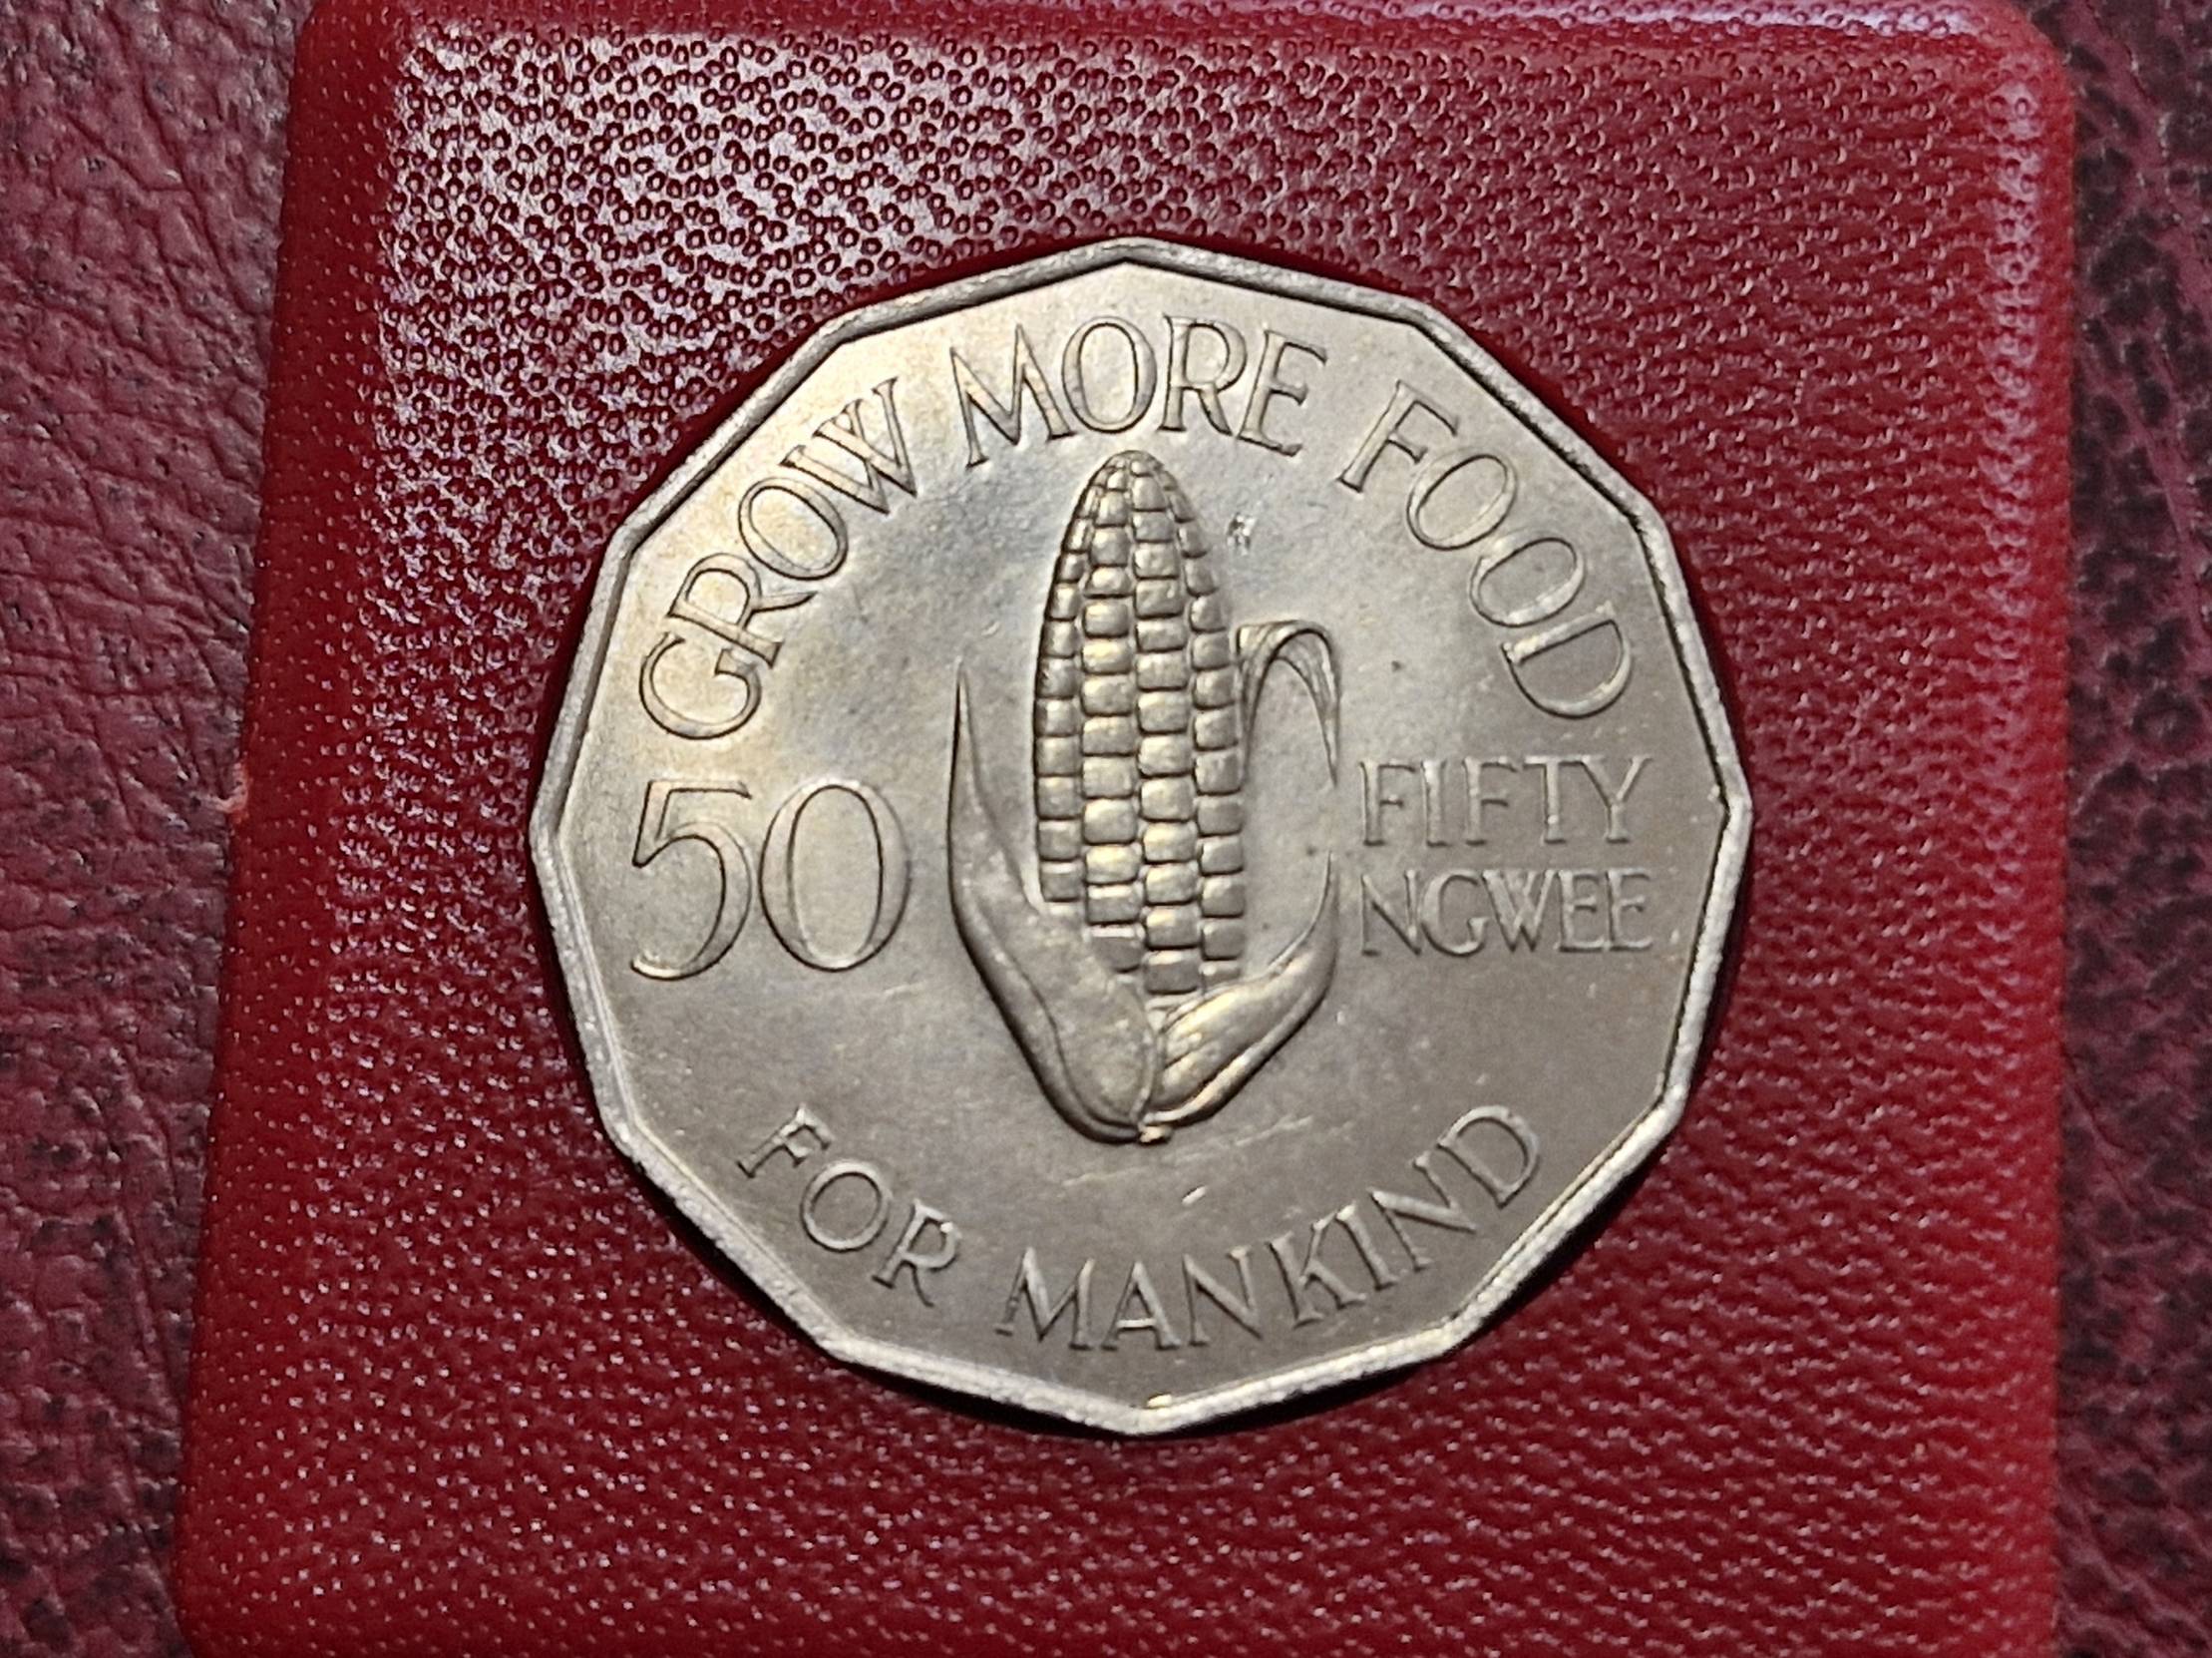 GROW MORE FOOD
50
FIFTY
NGWEE
FOR MANKIND